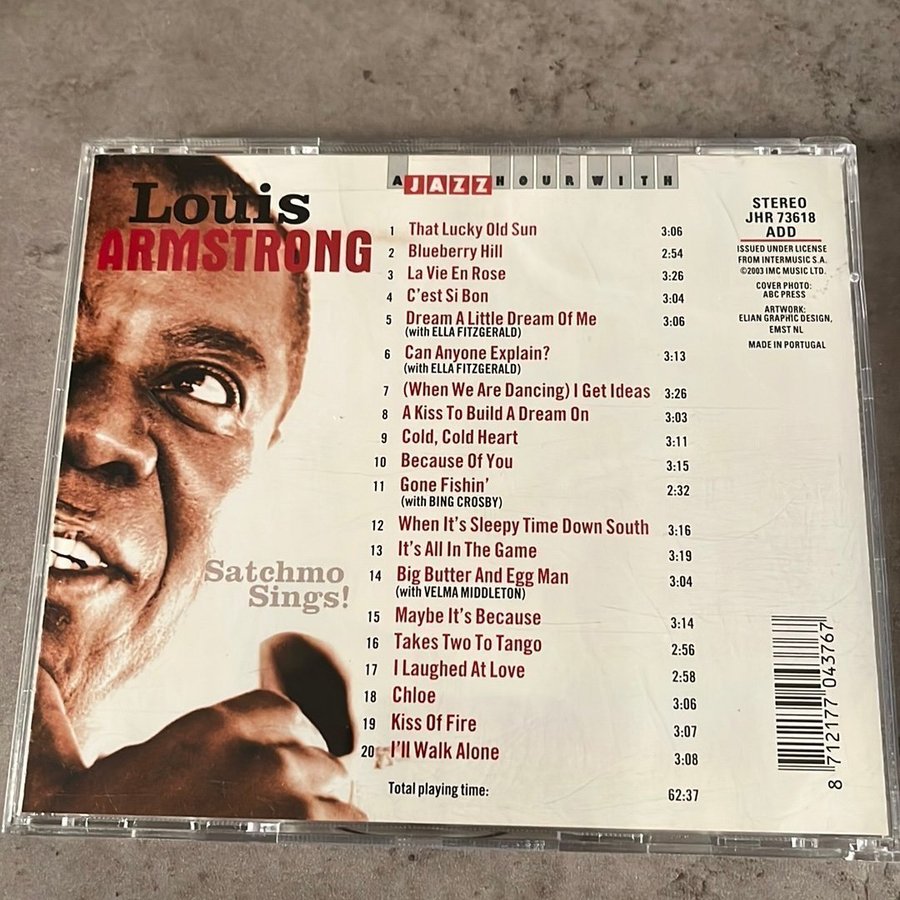 Louis
ARMSTRONG
Satchmo
Sings!
A JAZZ HOUR WITH
1 That Lucky Old Sun 3:06
2 Blueberry Hill 2:54
3 La Vie En Rose 3:26
4 C'est Si Bon 3:04
5 Dream A Little Dream Of Me 3:06
(with ELLA FITZGERALD)
6 Can Anyone Explain? 3:13
(with ELLA FITZGERALD)
7 (When We Are Dancing) I Get Ideas 3:26
8 A Kiss To Build A Dream On 3:03
9 Cold, Cold Heart 3:11
10 Because Of You 3:15
11 Gone Fishin' 2:32
(with BING CROSBY)
12 When It's Sleepy Time Down South 3:16
13 It's All In The Game 3:19
14 Big Butter And Egg Man 3:04
(with VELMA MIDDLETON)
15 Maybe It's Because 3:14
16 Takes Two To Tango 2:56
17 I Laughed At Love 2:58
18 Chloe 3:06
19 Kiss Of Fire 3:07
20 I'll Walk Alone 3:08
Total playing time: 62:37
STEREO
JHR 73618
ADD
ISSUED UNDER LICENSE
FROM INTERMUSIC S.A.
©2003 IMC MUSIC LTD.
COVER PHOTO:
ABC PRESS
ARTWORK:
ELIAN GRAPHIC DESIGN,
EMST NL
MADE IN PORTUGAL
8 712177 043767